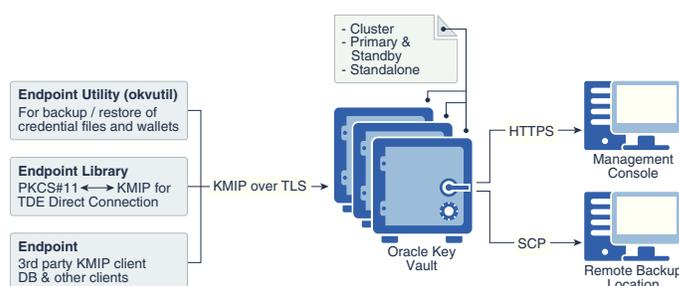 - Cluster
- Primary &
Standby
- Standalone
Endpoint Utility (okvutil)
For backup / restore of
credential files and wallets
Endpoint Library
PKCS#11 KMIP for
TDE Direct Connection
Endpoint
3rd party KMIP client
DB & other clients
KMIP over TLS
Oracle Key
Vault
HTTPS
SCP
Management
Console
Remote Backup
Location